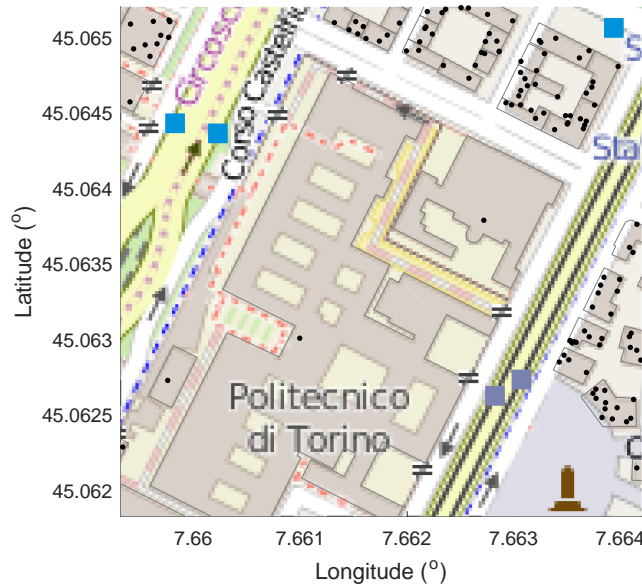 45.065
45.0645
45.064
45.0635
45.063
45.0625
45.062
Latitude (°)
Circosc
Corso Castelfi
S
Sta
Politecnico
di Torino
7.66
7.661
7.662
7.663
7.664
Longitude (°)